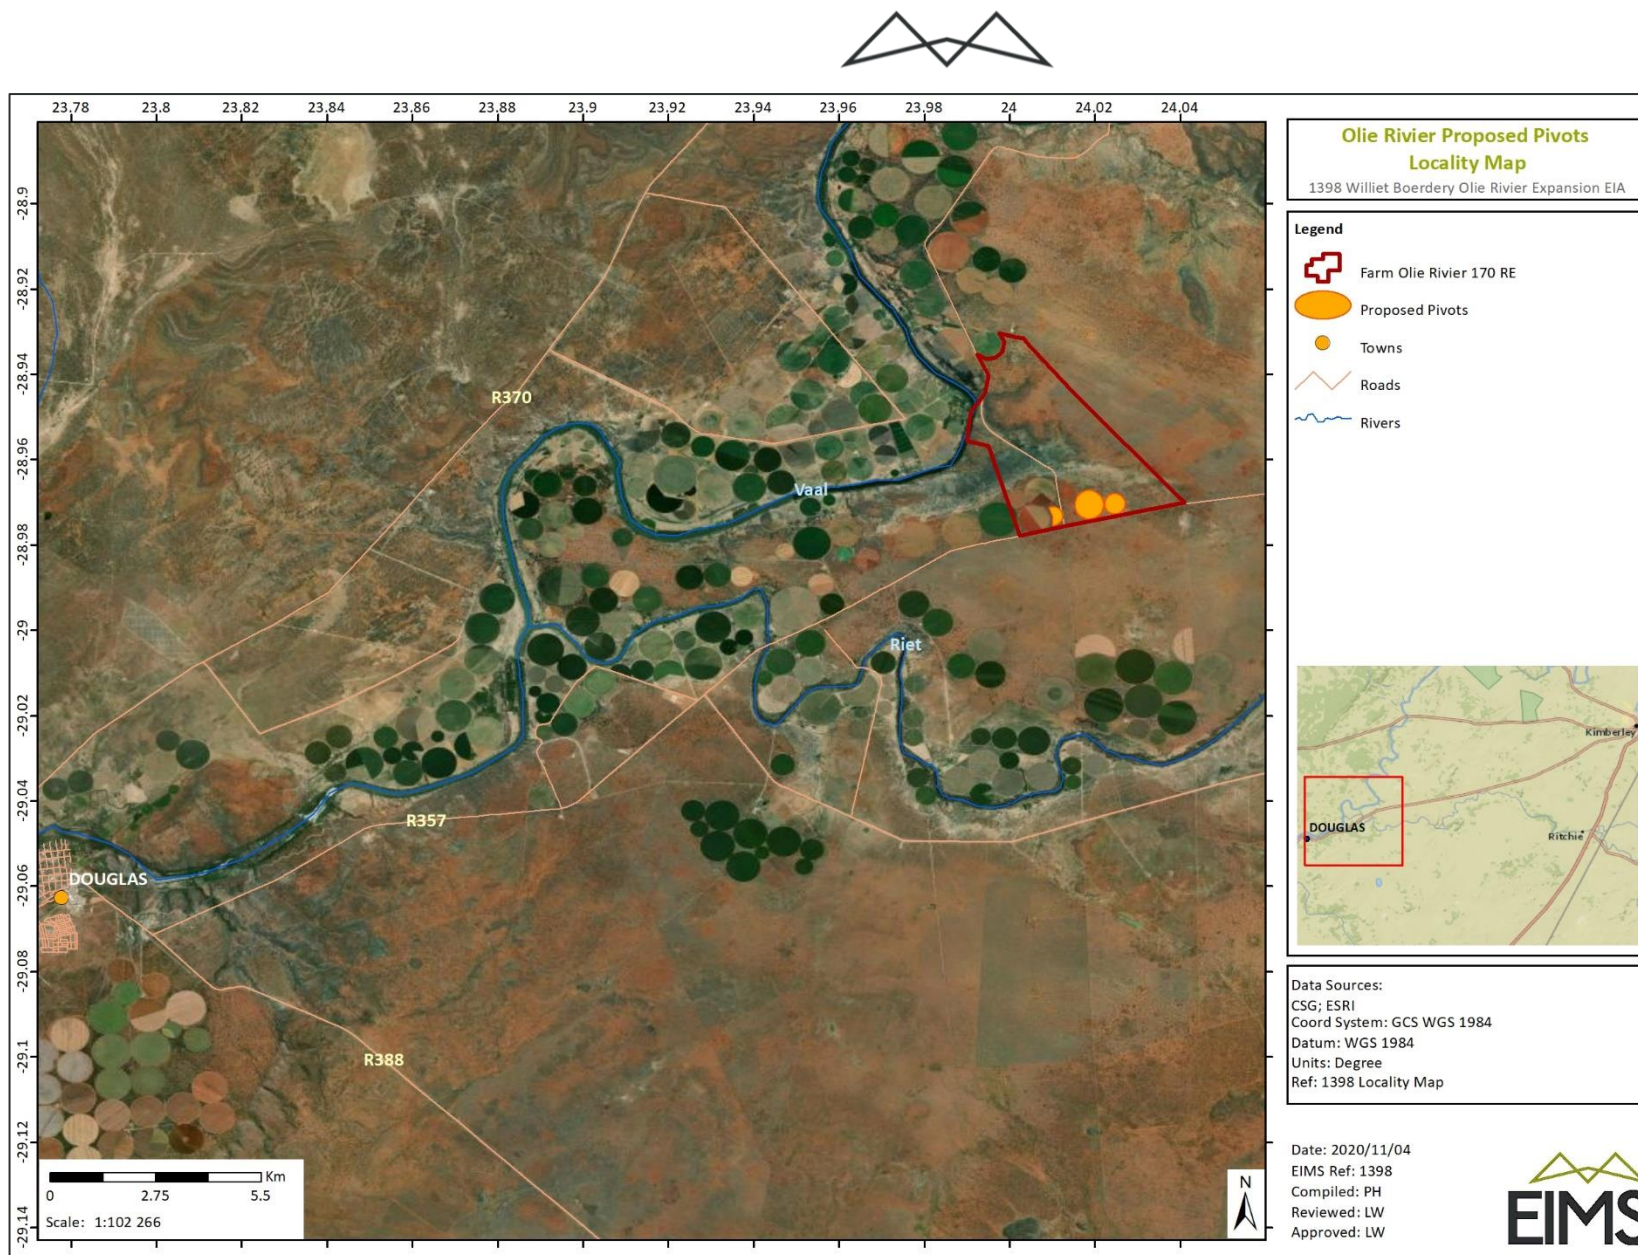 23.78 23.8 23.82 23.84 23.86 23.88 23.9 23.92 23.94 23.96 23.98 24 24.02 24.04
-28.9
-28.92
-28.94
-28.96
-28.98
-29
-29.02
-29.04
-29.06
-29.08
-29.1
-29.12
-29.14
R370
Vaal
Riet
R357
DOUGLAS
R388
Km
0 2.75 5.5
Scale: 1:102 266
N
Olie Rivier Proposed Pivots
Locality Map
1398 Williet Boerdery Olie Rivier Expansion EIA
Legend
Farm Olie Rivier 170 RE
Proposed Pivots
Towns
Roads
Rivers
Kimberley
DOUGLAS
Ritchie
Data Sources:
CSG; ESRI
Coord System: GCS WGS 1984
Datum: WGS 1984
Units: Degree
Ref: 1398 Locality Map
Date: 2020/11/04
EIMS Ref: 1398
Compiled: PH
Reviewed: LW
Approved: LW
EIMS